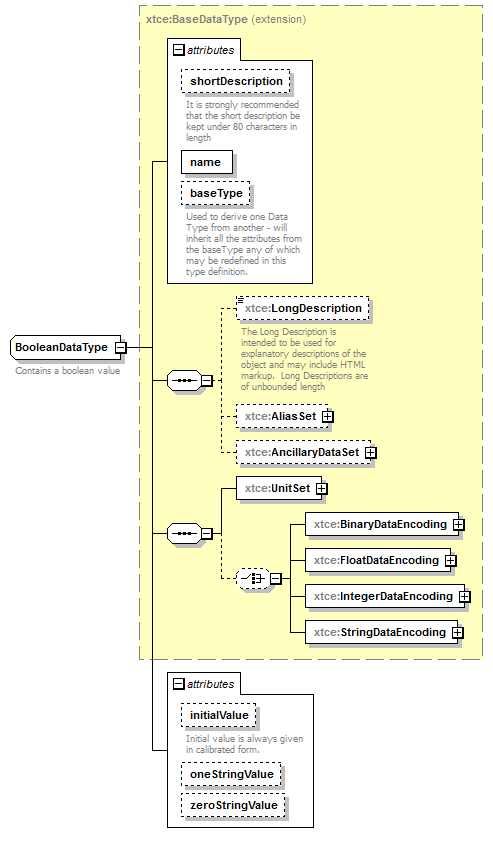 xtce:BaseDataType (extension)
attributes
shortDescription
It is strongly recommended
that the short description be
kept under 80 characters in
length
name
baseType
Used to derive one Data
Type from another - will
inherit all the attributes from
the baseType any of which
may be redefined in this
type definition.
BooleanDataType
Contains a boolean value
xtce:LongDescription
The Long Description is
intended to be used for
explanatory descriptions of the
object and may include HTML
markup.  Long Descriptions are
of unbounded length
xtce:AliasSet
xtce:AncillaryDataSet
xtce:UnitSet
xtce:BinaryDataEncoding
xtce:FloatDataEncoding
xtce:IntegerDataEncoding
xtce:StringDataEncoding
attributes
initialValue
Initial value is always given
in calibrated form.
oneStringValue
zeroStringValue